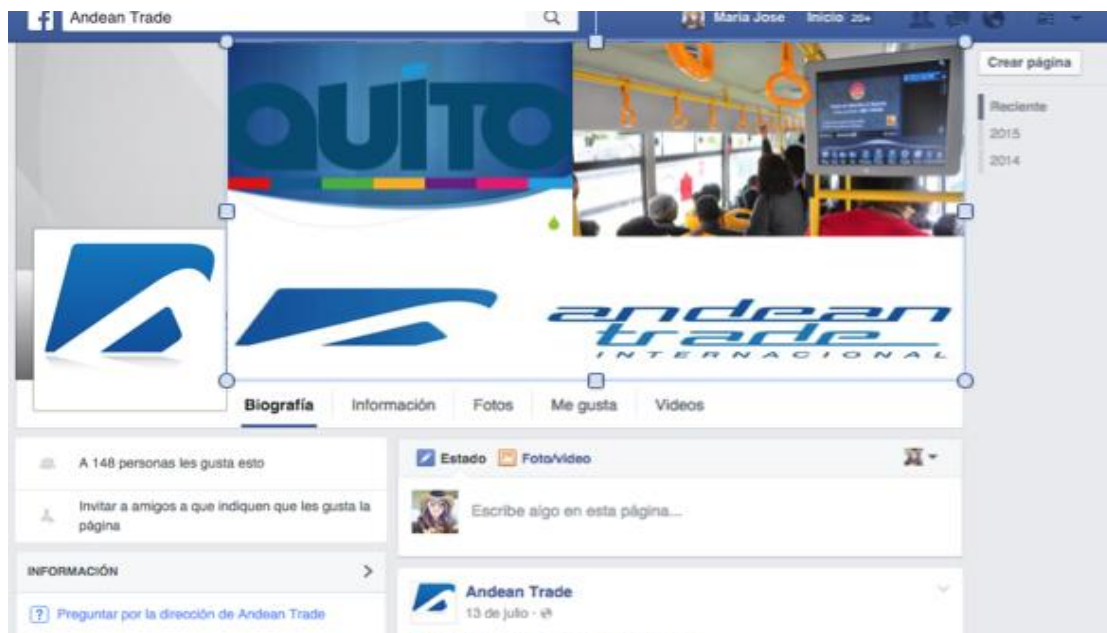 Andean Trade
Maria Jose Inicio 20+
Crear página
QUÍTO
Reciente
2015
2014
andean
trade
INTERNACIONAL
Biografía Información Fotos Me gusta Videos
A 148 personas les gusta esto
Estado Foto/video
Invitar a amigos a que indiquen que les gusta la
página
Escribe algo en esta página...
INFORMACIÓN
Preguntar por la dirección de Andean Trade
Andean Trade
13 de julio